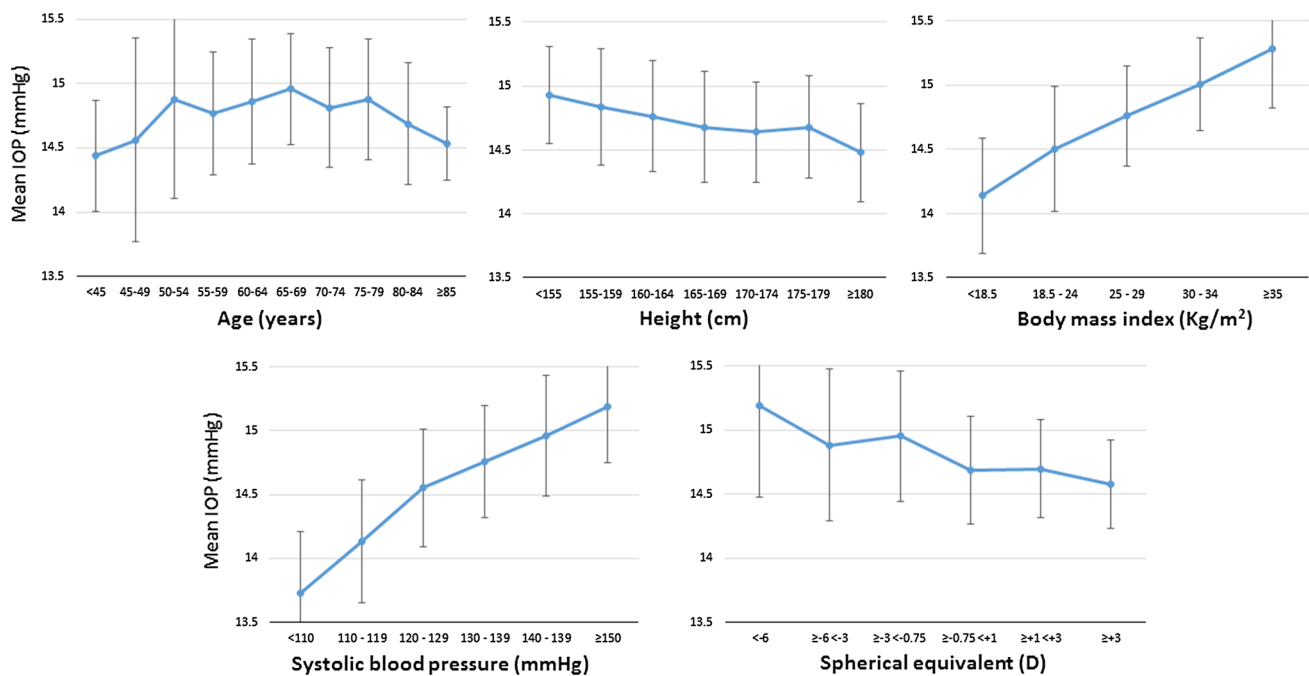 15.5
15
14.5
14
13.5
Mean IOP (mmHg)
<45 45-49 50-54 55-59 60-64 65-69 70-74 75-79 80-84 ≥85
Age (years)
15.5
15
14.5
14
13.5
<155 155-159 160-164 165-169 170-174 175-179 ≥180
Height (cm)
15.5
15
14.5
14
13.5
<18.5 18.5 - 24 25 - 29 30 - 34 ≥35
Body mass index (Kg/m²)
15.5
15
14.5
14
13.5
Mean IOP (mmHg)
<110 110 - 119 120 - 129 130 - 139 140 - 139 ≥150
Systolic blood pressure (mmHg)
15.5
15
14.5
14
13.5
<-6 ≥-6 <-3 ≥-3 <-0.75 ≥-0.75 <+1 ≥+1 <+3 ≥+3
Spherical equivalent (D)